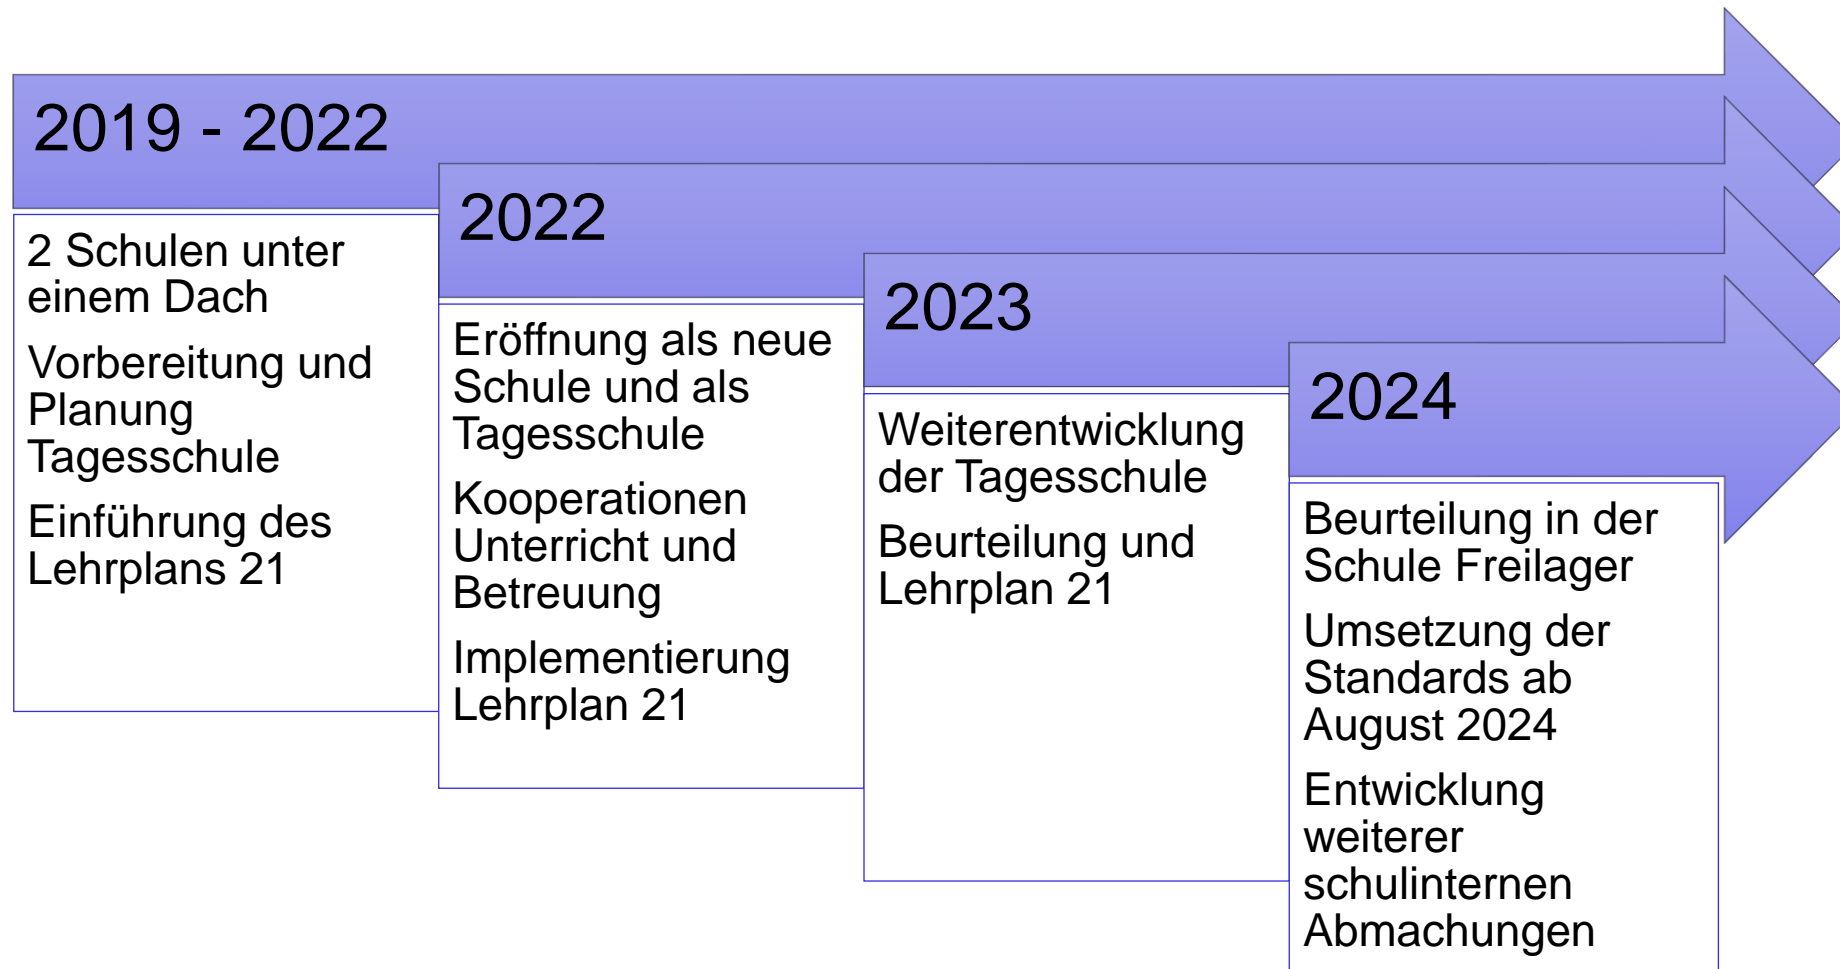 2019 - 2022
2 Schulen unter
einem Dach
Vorbereitung und
Planung
Tagesschule
Einführung des
Lehrplans 21
2022
Eröffnung als neue
Schule und als
Tagesschule
Kooperationen
Unterricht und
Betreuung
Implementierung
Lehrplan 21
2023
Weiterentwicklung
der Tagesschule
Beurteilung und
Lehrplan 21
2024
Beurteilung in der
Schule Freilager
Umsetzung der
Standards ab
August 2024
Entwicklung
weiterer
schulinternen
Abmachungen